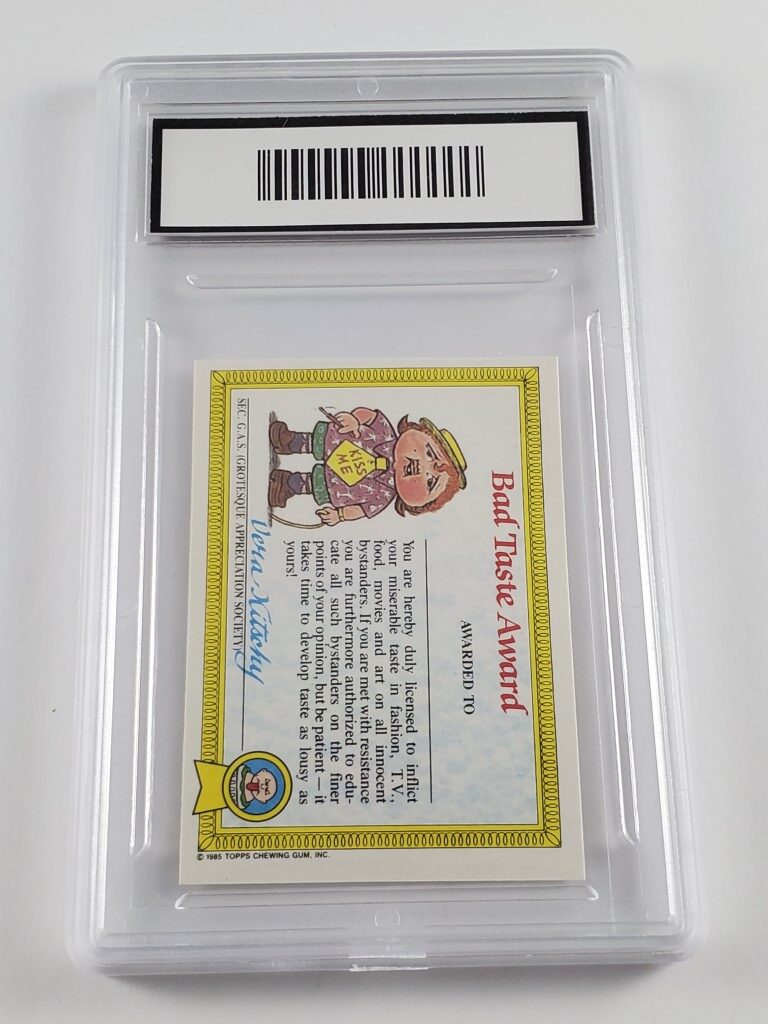 Bad Taste Award
AWARDED TO
KISS
ME
You are hereby duly licensed to inflict
your miserable taste in fashion, T.V.,
food, movies and art on all innocent
bystanders. If you are met with resistance
you are furthermore authorized to edu-
cate all such bystanders on the finer
points of your opinion, but be patient — it
takes time to develop taste as lousy as
yours!
Vera Kitschy
SEC. G.A.S. (GROTESQUE APPRECIATION SOCIETY)
© 1985 TOPPS CHEWING GUM, INC.